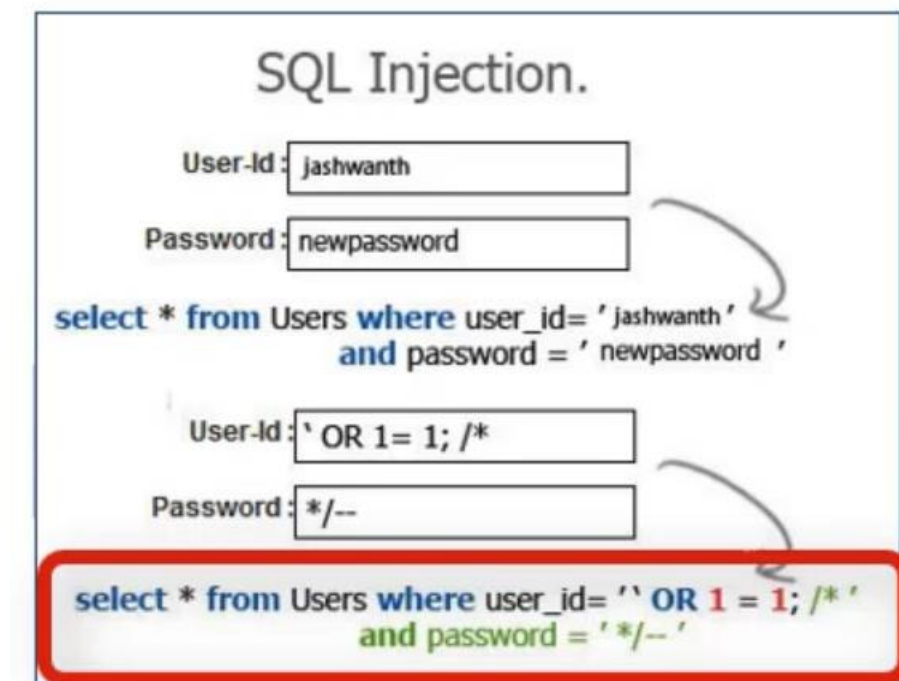 SQL Injection.
User-Id: jashwanth
Password: newpassword
select * from Users where user_id= ' jashwanth '
and password = ' newpassword '
User-Id: ` OR 1= 1; /*
Password: */--
select * from Users where user_id= '` OR 1 = 1; /* '
and password = ' */-- '